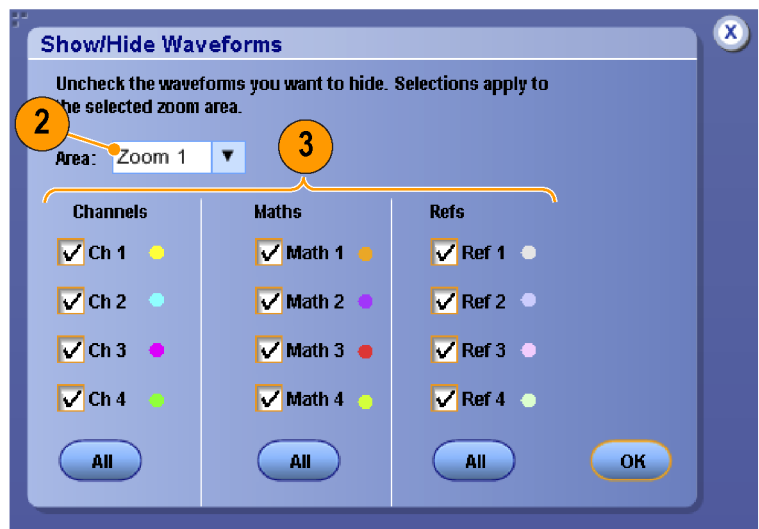 X
Show/Hide Waveforms
Uncheck the waveforms you want to hide. Selections apply to
the selected zoom area.
2
3
Area: Zoom 1
Channels Maths Refs
Ch 1 Math 1 Ref 1
Ch 2 Math 2 Ref 2
Ch 3 Math 3 Ref 3
Ch 4 Math 4 Ref 4
All All All OK